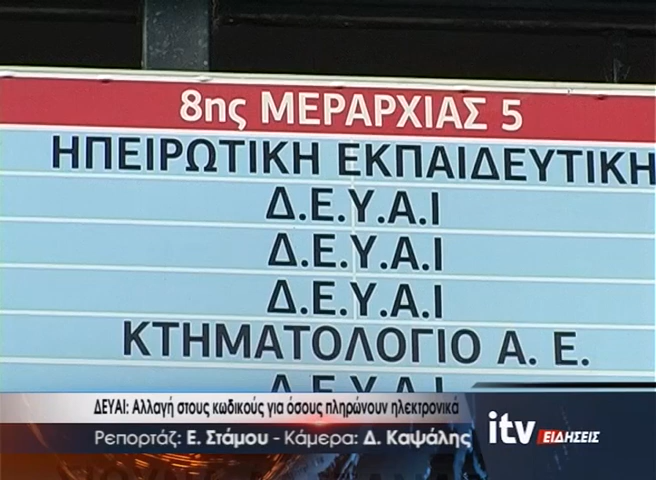 8ης ΜΕΡΑΡΧΙΑΣ 5
ΗΠΕΙΡΩΤΙΚΗ ΕΚΠΑΙΔΕΥΤΙΚΗ
Δ.Ε.Υ.Α.Ι
Δ.Ε.Υ.Α.Ι
Δ.Ε.Υ.Α.Ι
ΚΤΗΜΑΤΟΛΟΓΙΟ Α. Ε.
Δ.Ε.Υ.Α.Ι
ΔΕΥΑΙ: Αλλαγή στους κωδικούς για όσους πληρώνουν ηλεκτρονικά
Ρεπορτάζ: Ε. Στάμου - Κάμερα: Δ. Καψάλης
itv ΕΙΔΗΣΕΙΣ